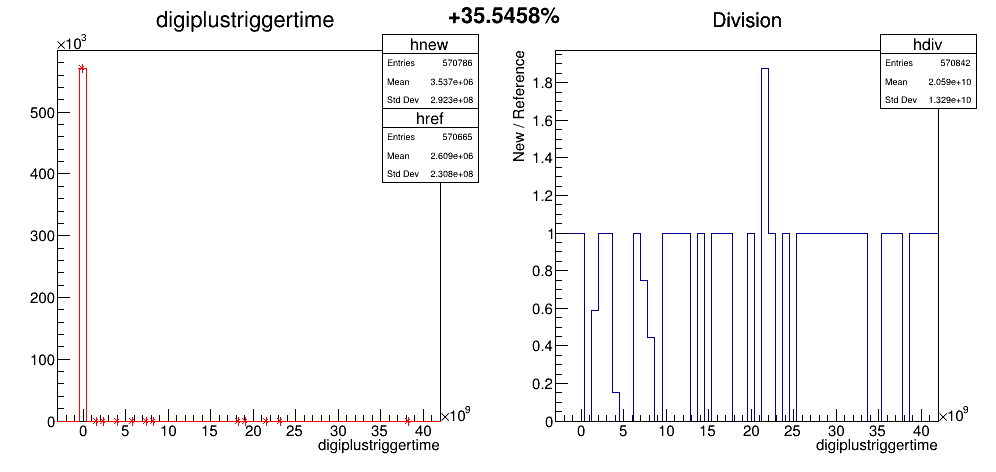 +35.5458%
digiplustriggertime
×10³
hnew
Entries 570786
Mean 3.537e+06
Std Dev 2.923e+08
href
Entries 570665
Mean 2.609e+06
Std Dev 2.308e+08
500
400
300
200
100
0
0 5 10 15 20 25 30 35 40
×10⁹
digiplustriggertime
Division
hdiv
Entries 570842
Mean 2.059e+10
Std Dev 1.329e+10
New / Reference
1.8
1.6
1.4
1.2
1
0.8
0.6
0.4
0.2
0
0 5 10 15 20 25 30 35 40
×10⁹
digiplustriggertime